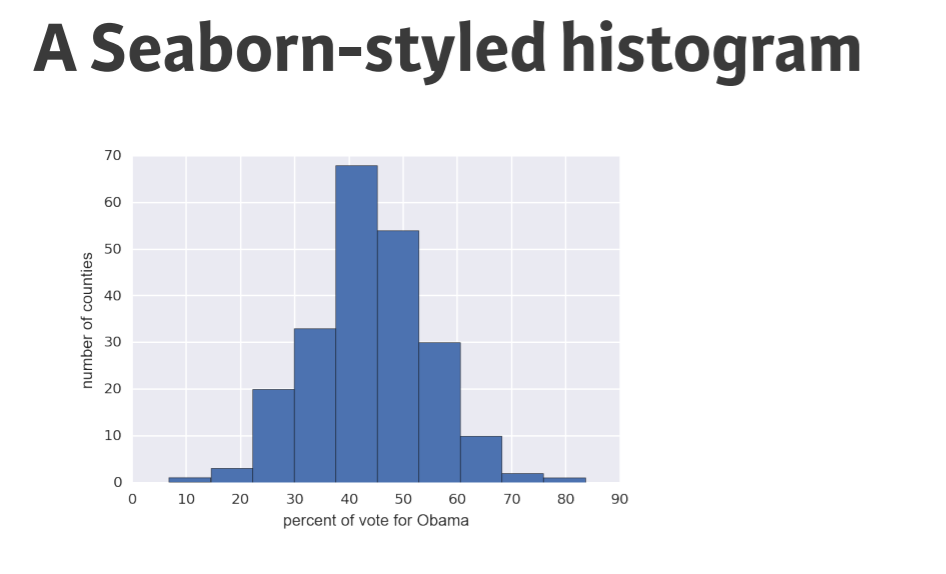 A Seaborn-styled histogram
70
60
50
40
30
20
10
0
number of counties
0 10 20 30 40 50 60 70 80 90
percent of vote for Obama